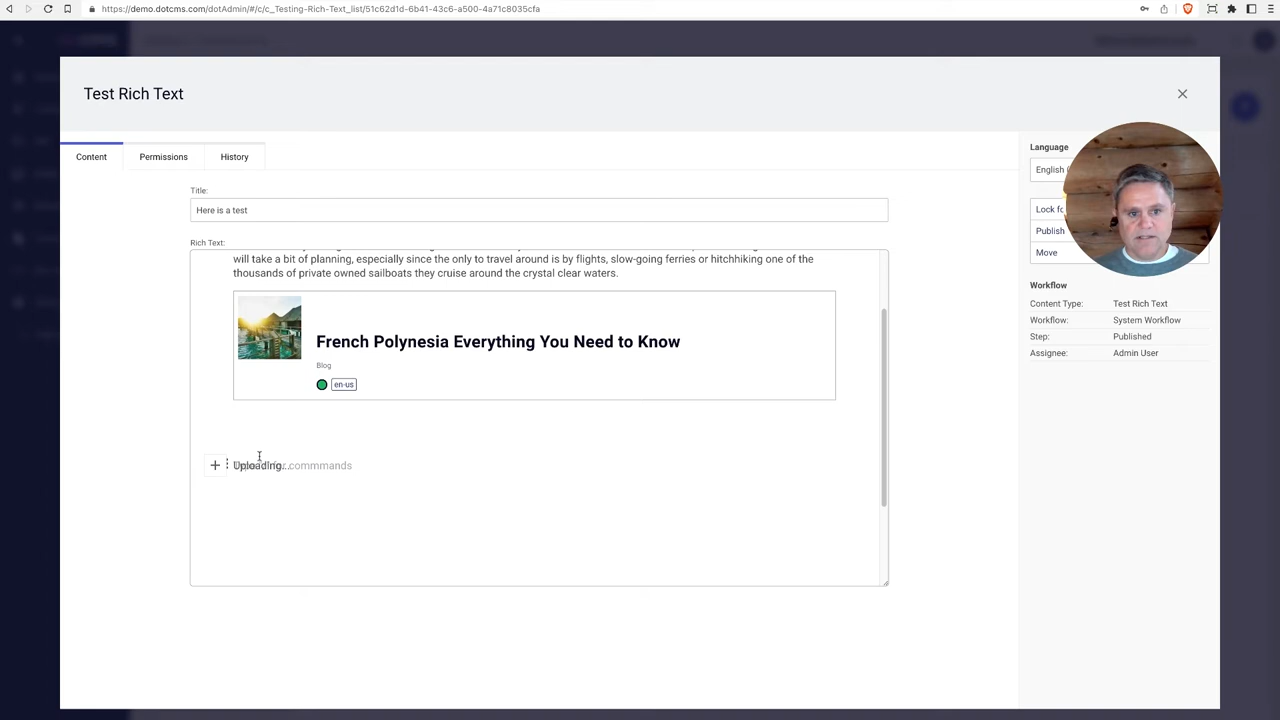 https://demo.dotcms.com/dotAdmin/#/c/c_Testing-Rich-Text_list/51c62d1d-6b41-43c6-a500-4a71c8035cfa
Test Rich Text
Content
Permissions
History
Title:
Here is a test
Rich Text:
will take a bit of planning, especially since the only to travel around is by flights, slow-going ferries or hitchhiking one of the
thousands of private owned sailboats they cruise around the crystal clear waters.
French Polynesia Everything You Need to Know
Blog
en-us
Uploading... commmands
Language
English (
Lock fo
Publish
Move
Workflow
Content Type: Test Rich Text
Workflow: System Workflow
Step: Published
Assignee: Admin User